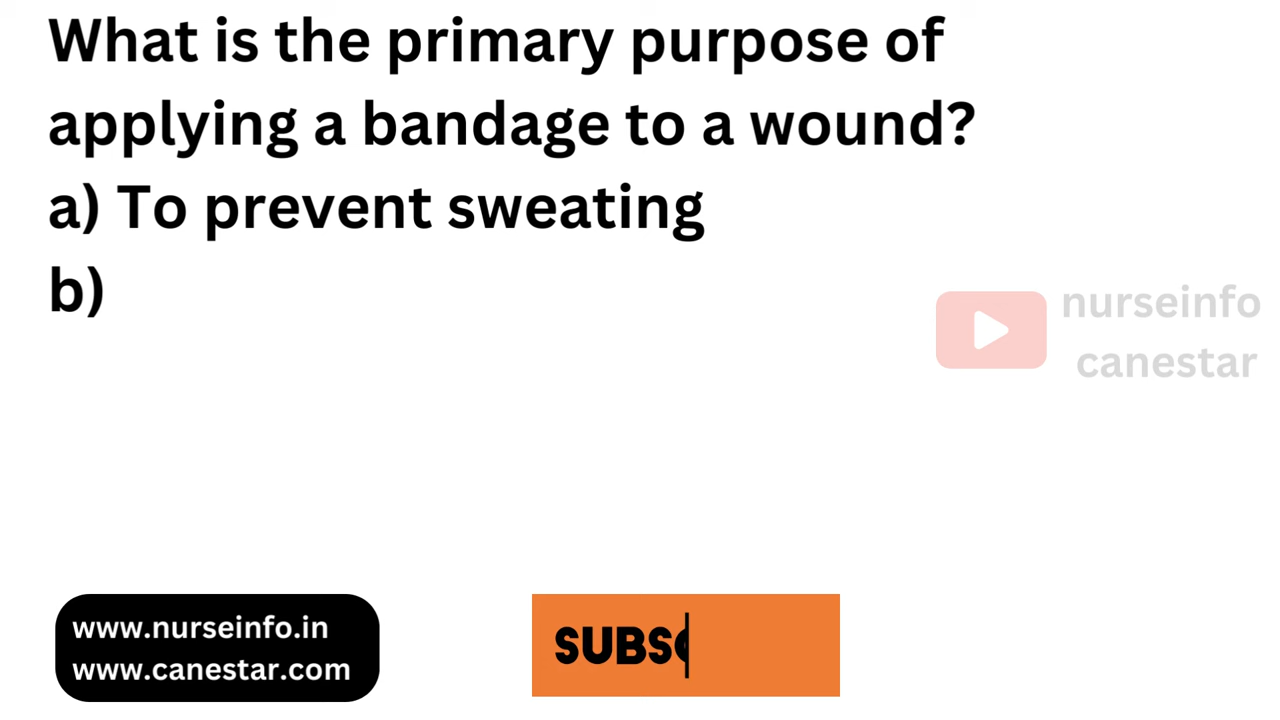 What is the primary purpose of
applying a bandage to a wound?
a) To prevent sweating
b)
nurseinfo
canestar
www.nurseinfo.in
www.canestar.com
SUBS